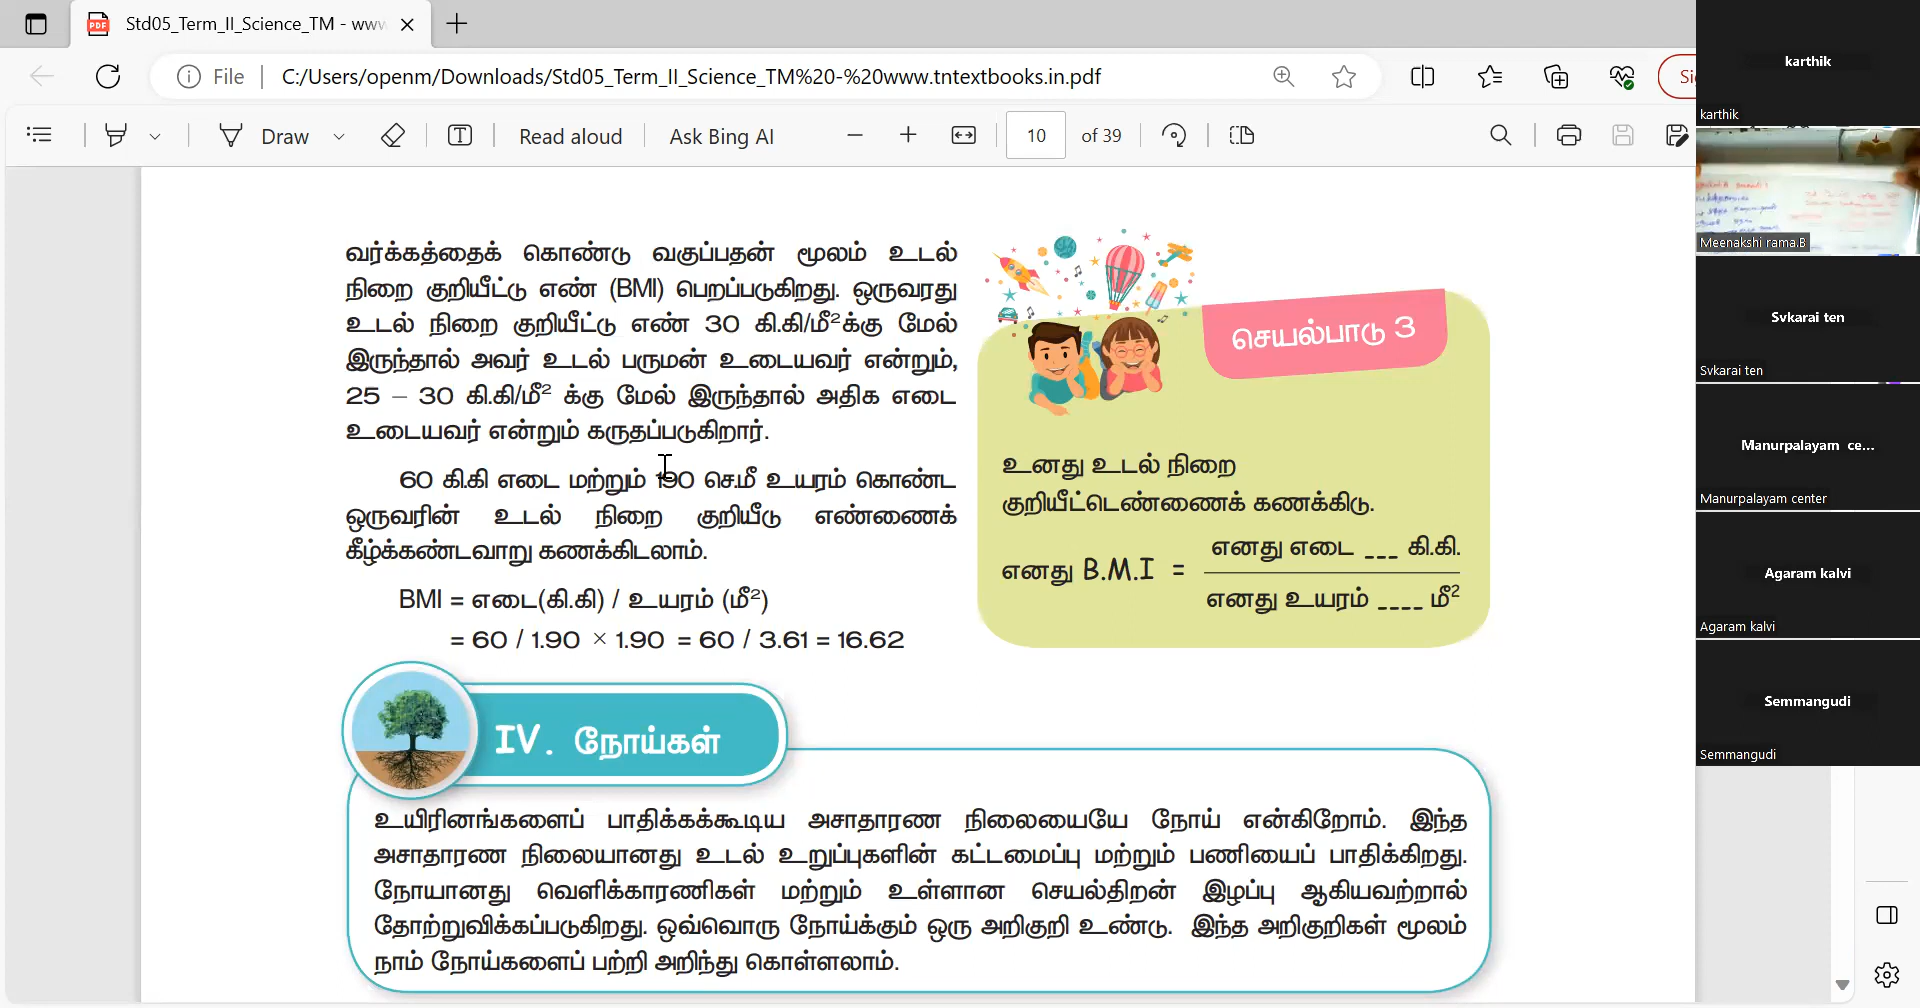 Std05_Term_II_Science_TM - www
File
C:/Users/openm/Downloads/Std05_Term_II_Science_TM%20-%20www.tntextbooks.in.pdf
Draw
Read aloud
Ask Bing AI
10 of 39
வர்க்கத்தைக் கொண்டு வகுப்பதன் மூலம் உடல்
நிறை குறியீட்டு எண் (BMI) பெறப்படுகிறது. ஒருவரது
உடல் நிறை குறியீட்டு எண் 30 கி.கி/மீ²க்கு மேல்
இருந்தால் அவர் உடல் பருமன் உடையவர் என்றும்,
25 – 30 கி.கி/மீ² க்கு மேல் இருந்தால் அதிக எடை
உடையவர் என்றும் கருதப்படுகிறார்.
60 கி.கி எடை மற்றும் 190 செ.மீ உயரம் கொண்ட
ஒருவரின் உடல் நிறை குறியீடு எண்ணைக்
கீழ்க்கண்டவாறு கணக்கிடலாம்.
BMI = எடை(கி.கி) / உயரம் (மீ²)
= 60 / 1.90 × 1.90 = 60 / 3.61 = 16.62
செயல்பாடு 3
உனது உடல் நிறை
குறியீட்டெண்ணைக் கணக்கிடு.
எனது B.M.I = எனது எடை ___ கி.கி.
எனது உயரம் ____ மீ²
IV. நோய்கள்
உயிரினங்களைப் பாதிக்கக்கூடிய அசாதாரண நிலையையே நோய் என்கிறோம். இந்த
அசாதாரண நிலையானது உடல் உறுப்புகளின் கட்டமைப்பு மற்றும் பணியைப் பாதிக்கிறது.
நோயானது வெளிக்காரணிகள் மற்றும் உள்ளான செயல்திறன் இழப்பு ஆகியவற்றால்
தோற்றுவிக்கப்படுகிறது. ஒவ்வொரு நோய்க்கும் ஒரு அறிகுறி உண்டு. இந்த அறிகுறிகள் மூலம்
நாம் நோய்களைப் பற்றி அறிந்து கொள்ளலாம்.
karthik
karthik
Meenakshi rama.B
Svkarai ten
Svkarai ten
Manurpalayam ce...
Manurpalayam center
Agaram kalvi
Agaram kalvi
Semmangudi
Semmangudi